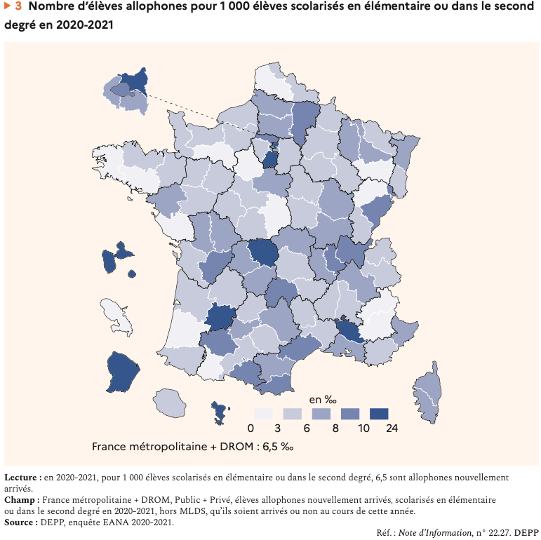 ▶ 3 Nombre d'élèves allophones pour 1 000 élèves scolarisés en élémentaire ou dans le second
degré en 2020-2021
en ‰
0 3 6 8 10 24
France métropolitaine + DROM : 6,5 ‰
Lecture : en 2020-2021, pour 1 000 élèves scolarisés en élémentaire ou dans le second degré, 6,5 sont allophones nouvellement
arrivés.
Champ : France métropolitaine + DROM, Public + Privé, élèves allophones nouvellement arrivés, scolarisés en élémentaire
ou dans le second degré en 2020-2021, hors MLDS, qu'ils soient arrivés ou non au cours de cette année.
Source : DEPP, enquête EANA 2020-2021.
Réf. : Note d'Information, n° 22.27. DEPP